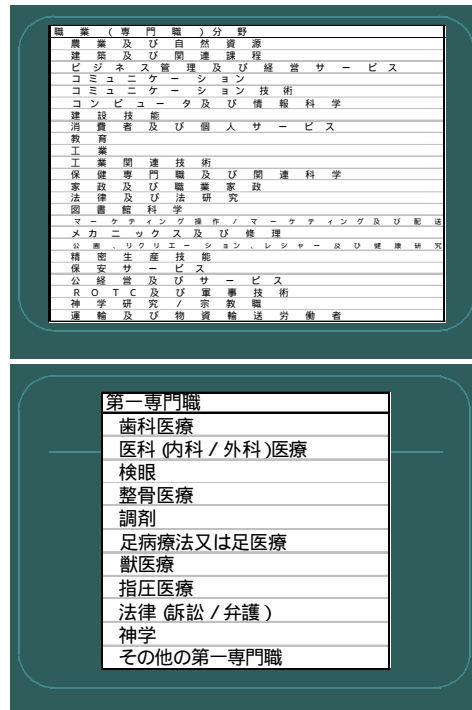 職業(専門職)分野
農業及び自然資源
建築及び関連課程
ビジネス管理及び経営サービス
コミュニケーション
コミュニケーション技術
コンピュータ及び情報科学
建設技能
消費者及び個人サービス
教育
工業
工業関連技術
保健専門職及び関連科学
家政及び職業家政
法律及び法研究
図書館科学
マーケティング操作/マーケティング及び配送
メカニックス及び修理
公園、リクリエーション、レジャー及び健康研究
精密生産技能
保安サービス
公経営及びサービス
ROTC及び軍事技術
神学研究/宗教職
運輸及び物資輸送労働者
第一専門職
歯科医療
医科(内科/外科)医療
検眼
整骨医療
調剤
足病療法又は足医療
獣医療
指圧医療
法律(訴訟/弁護)
神学
その他の第一専門職